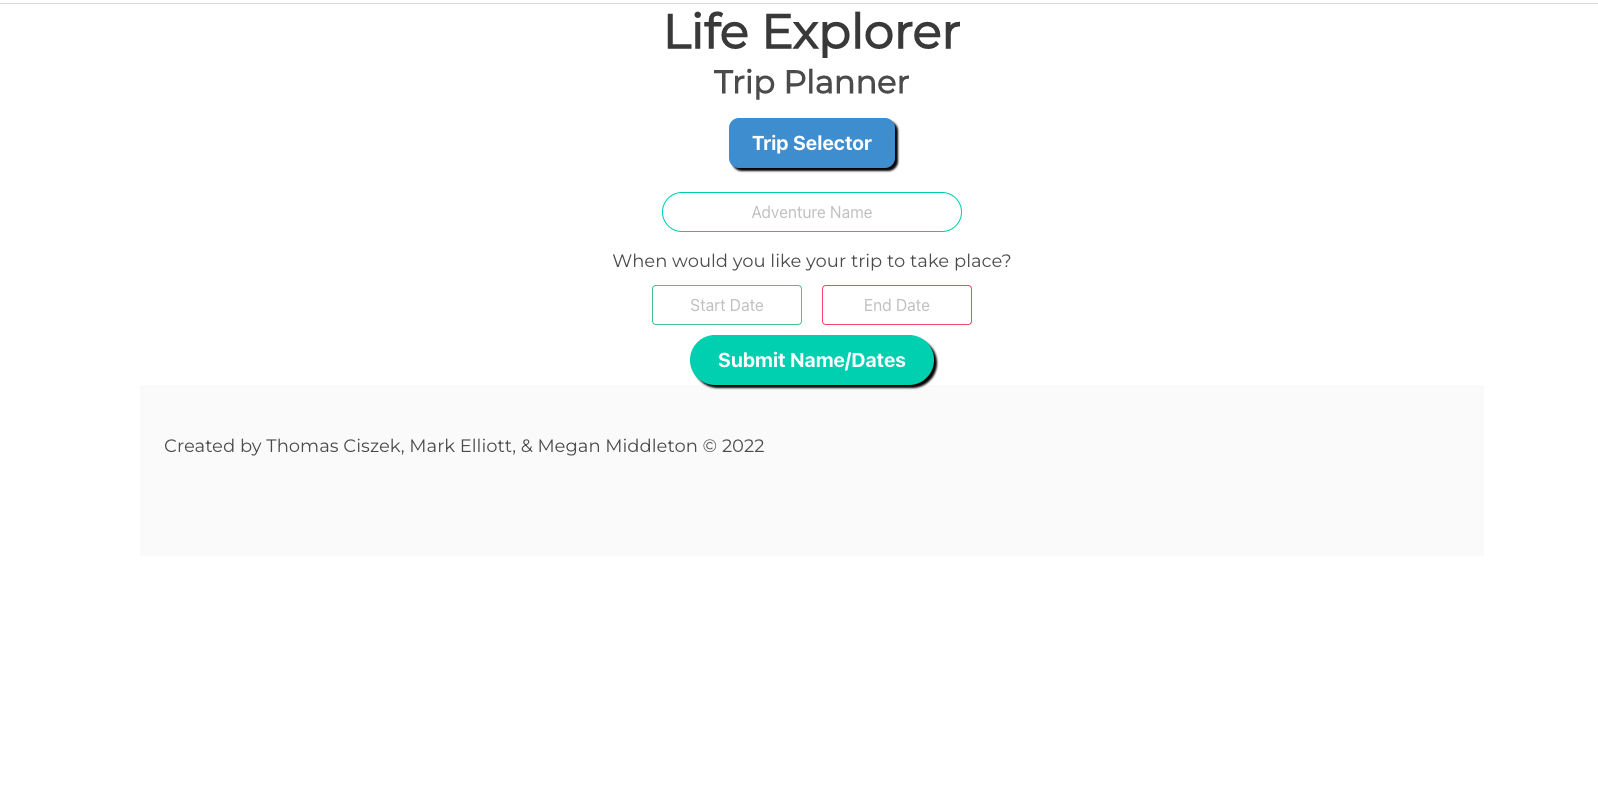 Life Explorer
Trip Planner
Trip Selector
Adventure Name
When would you like your trip to take place?
Start Date End Date
Submit Name/Dates
Created by Thomas Ciszek, Mark Elliott, & Megan Middleton © 2022